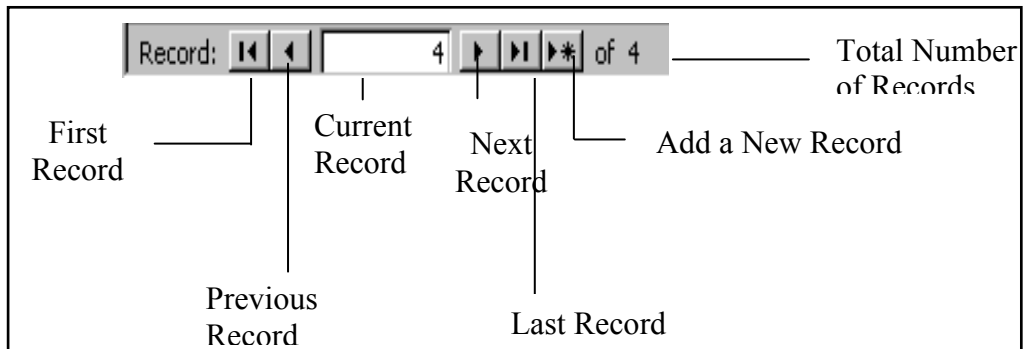 Record: 4 of 4
Total Number
of Records
First
Record
Current
Record
Next
Record
Add a New Record
Previous
Record
Last Record